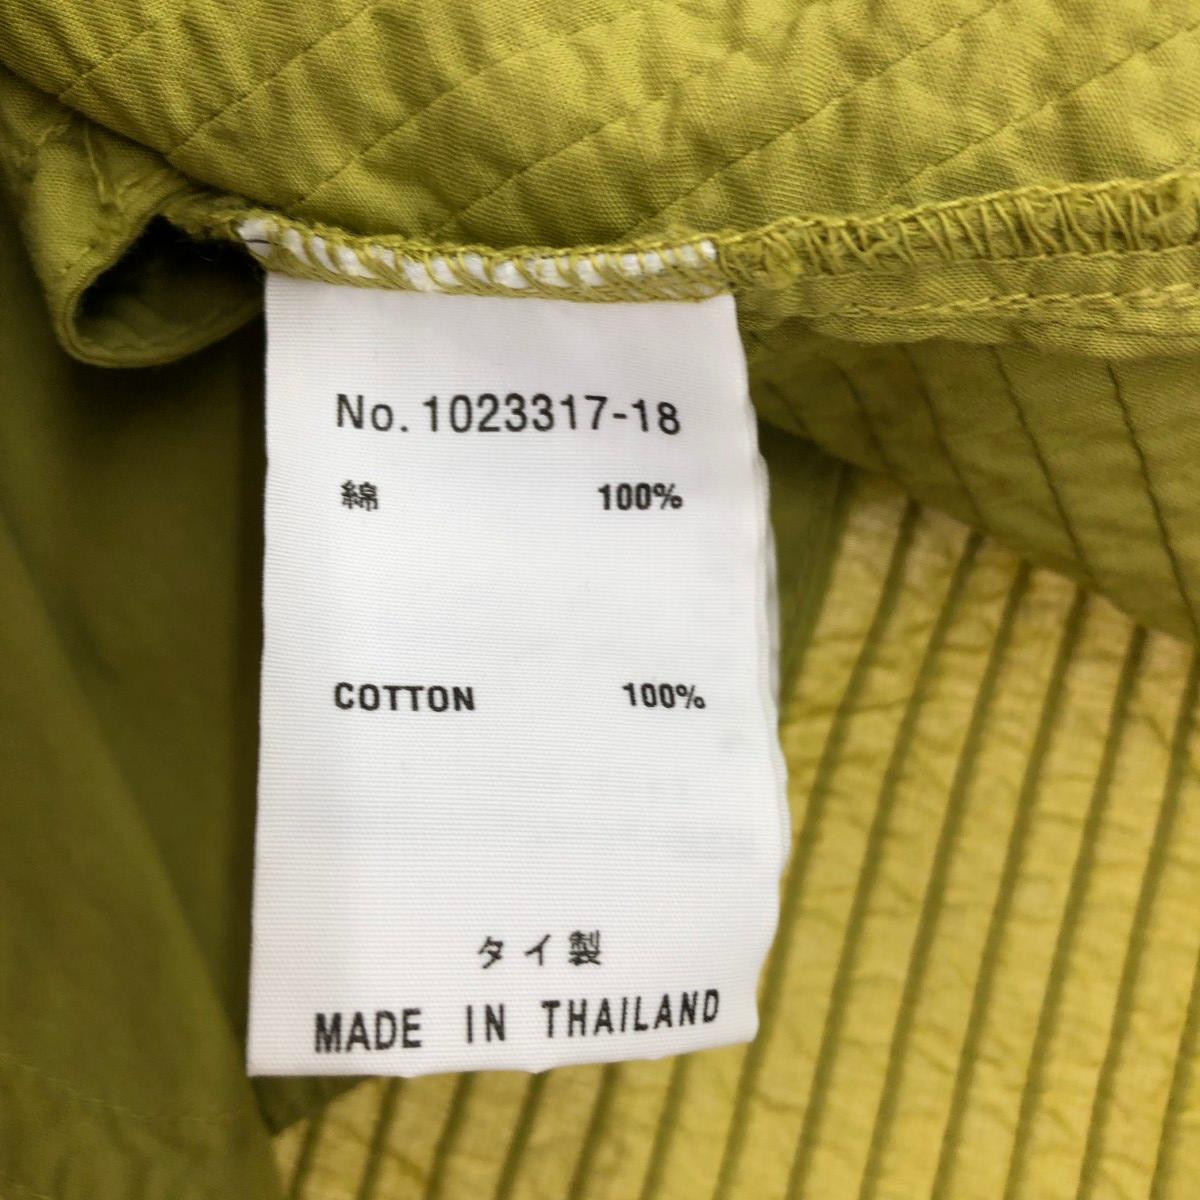 No. 1023317-18
綿 100%
COTTON 100%
タイ製
MADE IN THAILAND